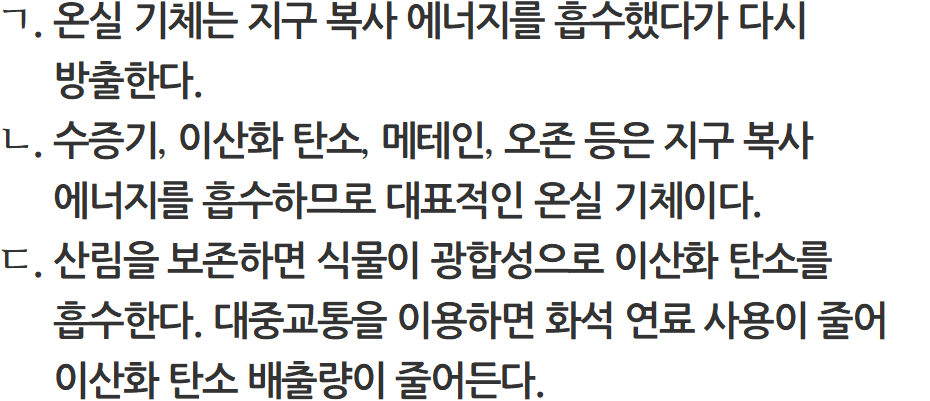 ㄱ. 온실 기체는 지구 복사 에너지를 흡수했다가 다시
방출한다.
ㄴ. 수증기, 이산화 탄소, 메테인, 오존 등은 지구 복사
에너지를 흡수하므로 대표적인 온실 기체이다.
ㄷ. 산림을 보존하면 식물이 광합성으로 이산화 탄소를
흡수한다. 대중교통을 이용하면 화석 연료 사용이 줄어
이산화 탄소 배출량이 줄어든다.